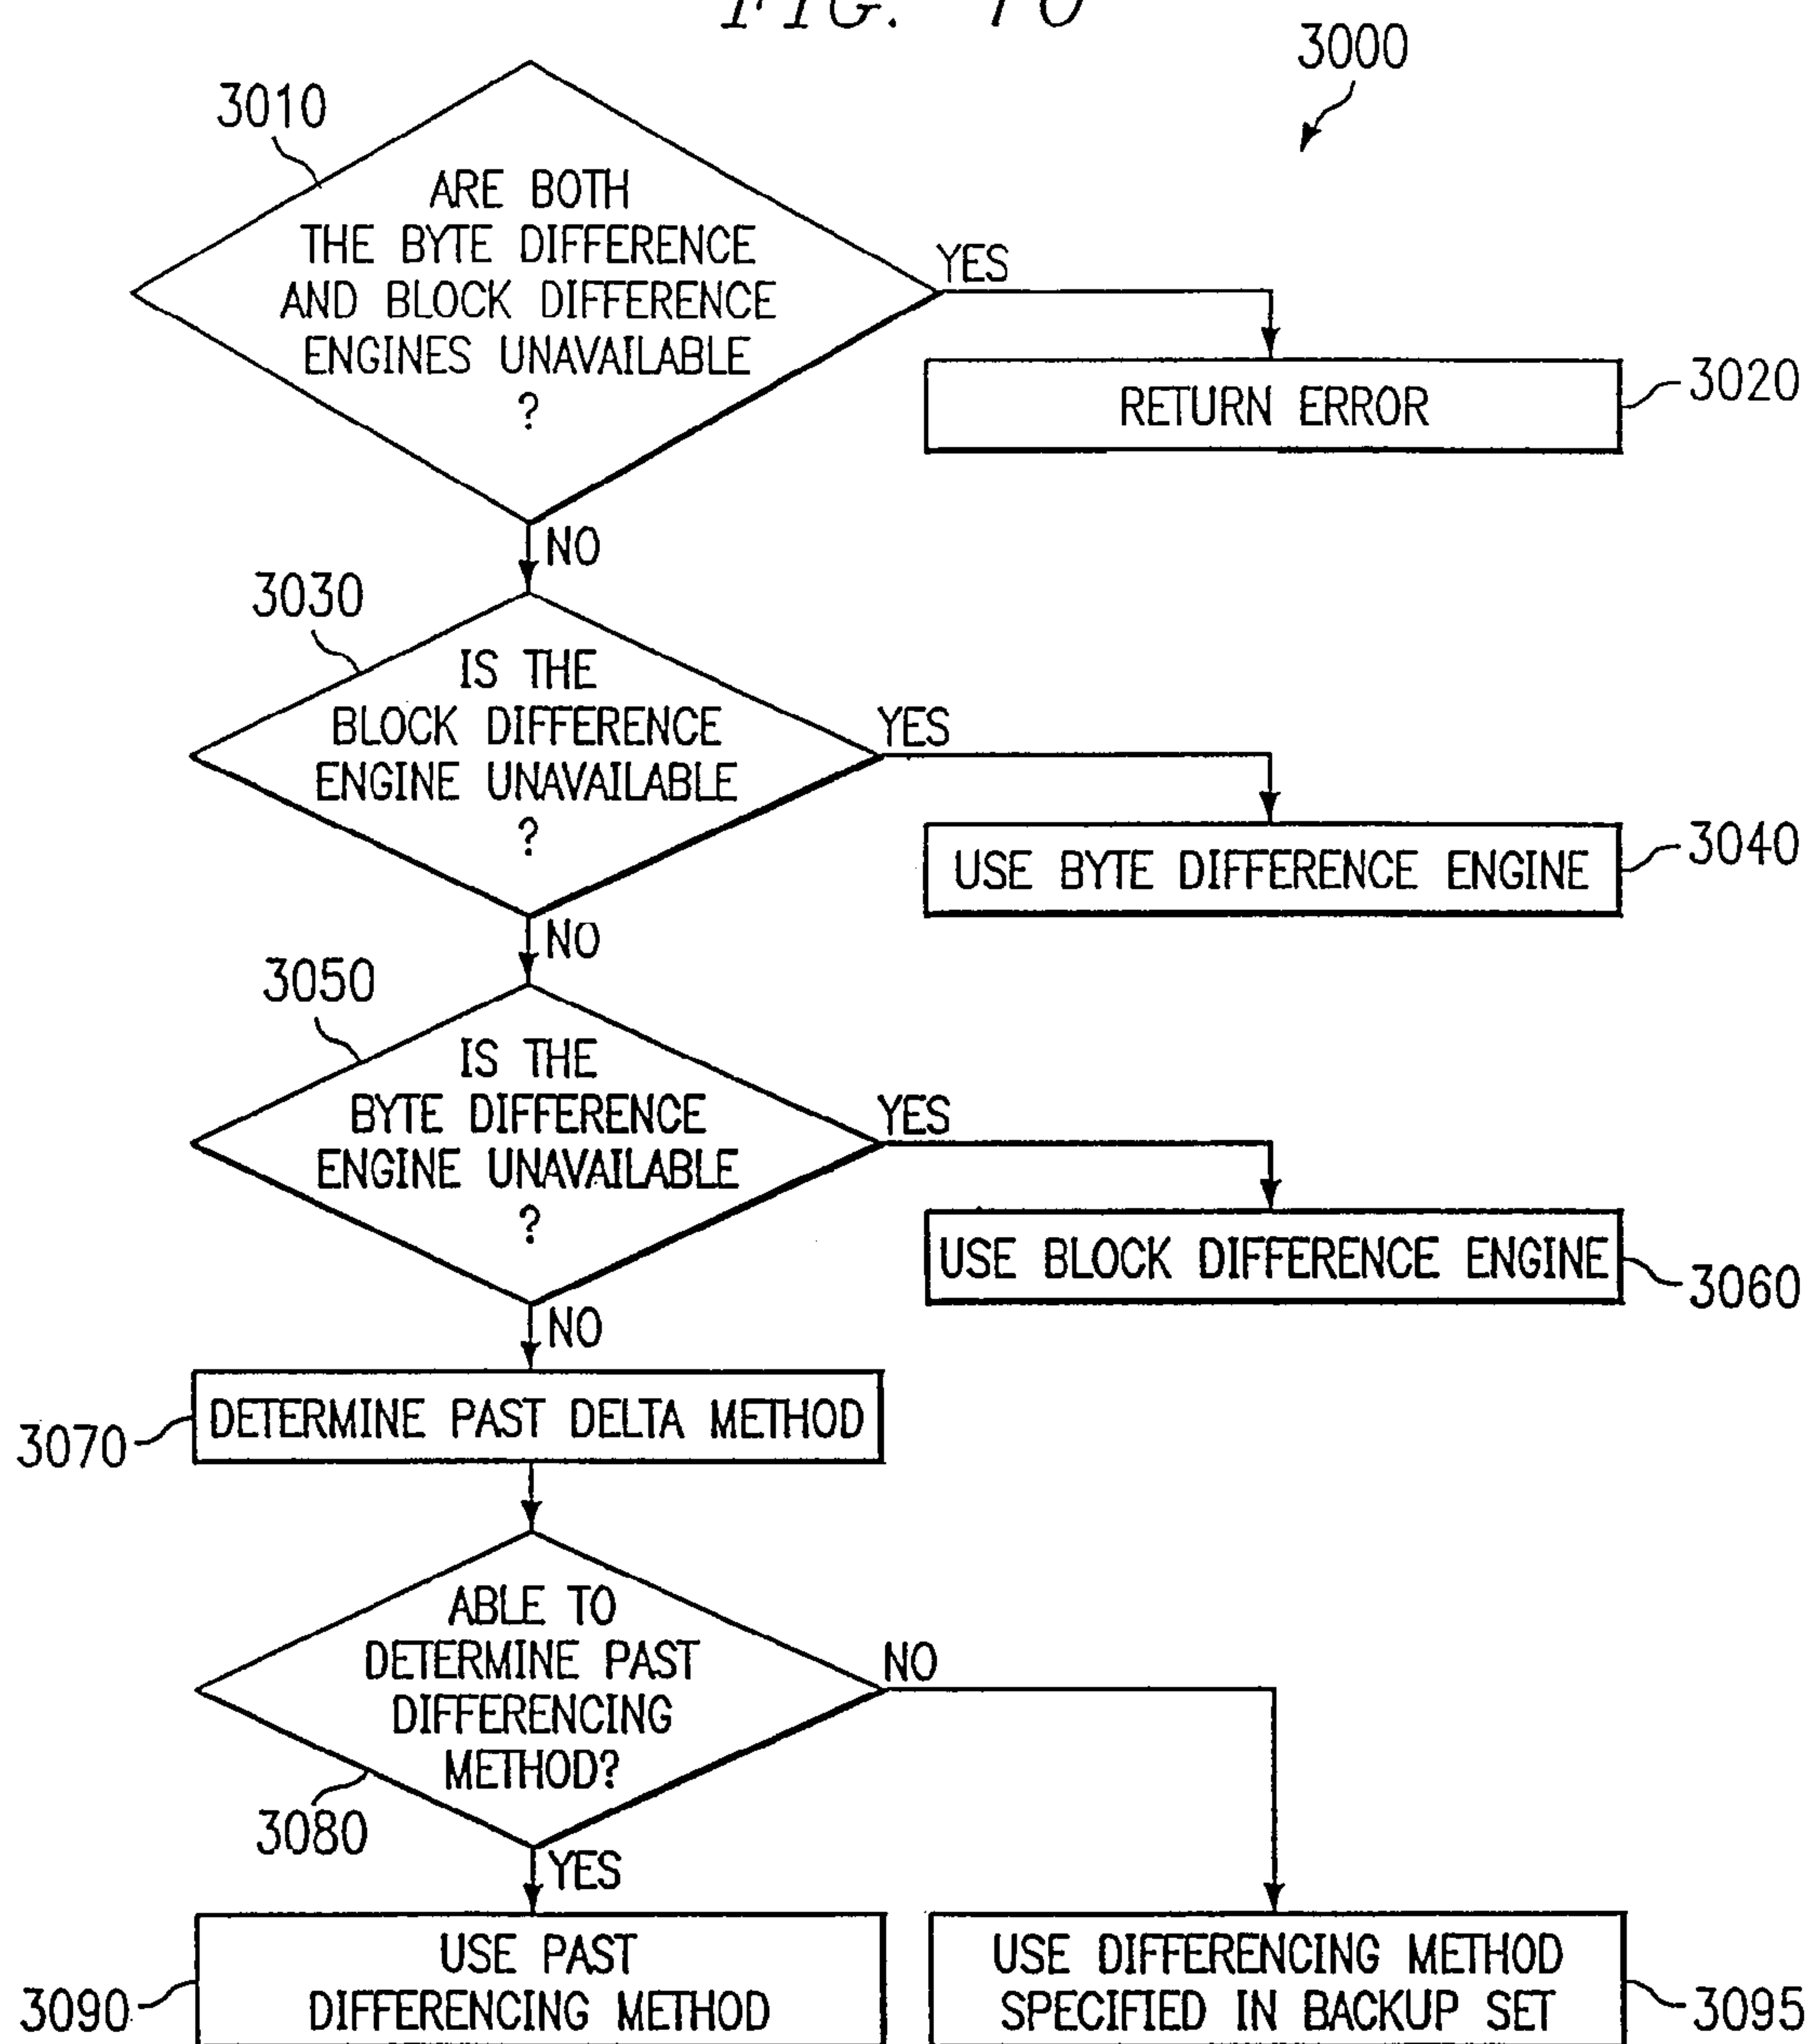 FIG. 10
3000
3010
ARE BOTH
THE BYTE DIFFERENCE
AND BLOCK DIFFERENCE
ENGINES UNAVAILABLE
?
YES
RETURN ERROR
3020
NO
3030
IS THE
BLOCK DIFFERENCE
ENGINE UNAVAILABLE
?
YES
USE BYTE DIFFERENCE ENGINE
3040
NO
3050
IS THE
BYTE DIFFERENCE
ENGINE UNAVAILABLE
?
YES
USE BLOCK DIFFERENCE ENGINE
3060
NO
DETERMINE PAST DELTA METHOD
3070
ABLE TO
DETERMINE PAST
DIFFERENCING
METHOD?
NO
3080
YES
USE PAST
DIFFERENCING METHOD
3090
USE DIFFERENCING METHOD
SPECIFIED IN BACKUP SET
3095